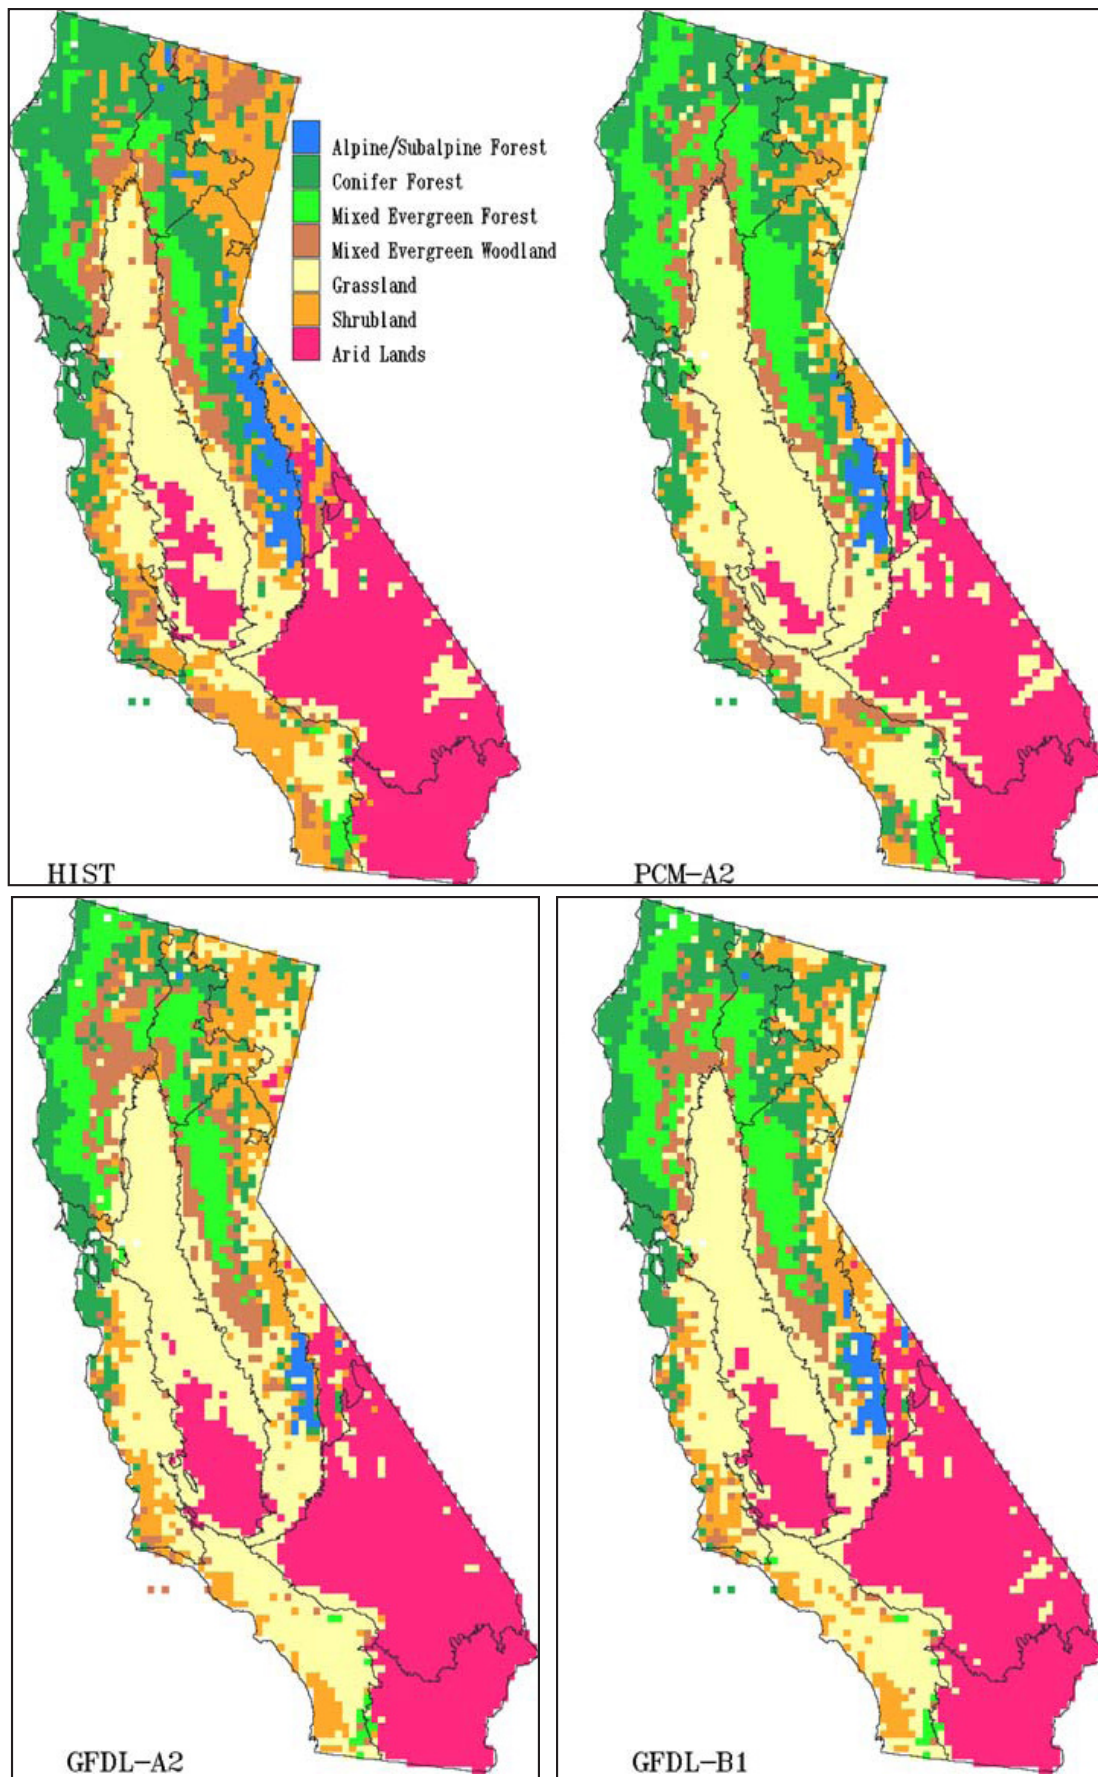 Alpine/Subalpine Forest
Conifer Forest
Mixed Evergreen Forest
Mixed Evergreen Woodland
Grassland
Shrubland
Arid Lands
HIST
PCM-A2
GFDL-A2
GFDL-B1